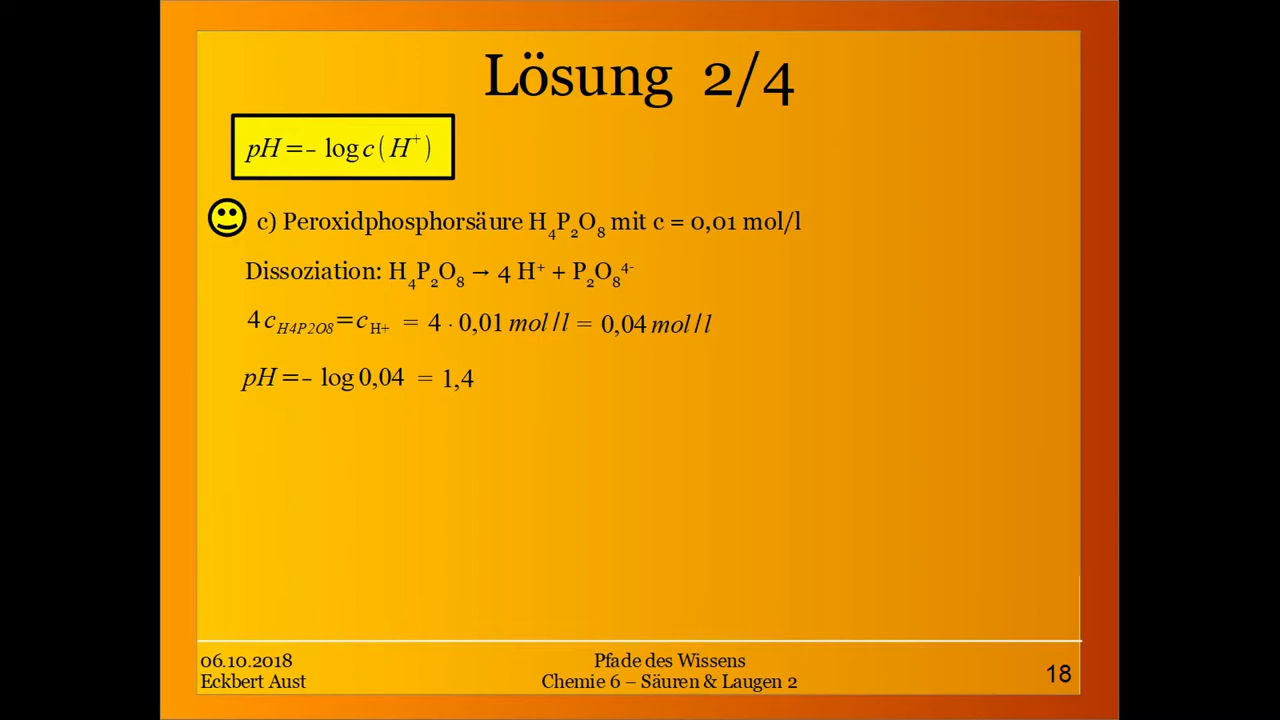 Lösung 2/4
pH = – log c ( H⁺ )
c) Peroxidphosphorsäure H₄P₂O₈ mit c = 0,01 mol/l
Dissoziation: H₄P₂O₈ → 4 H⁺ + P₂O₈⁴⁻
4 c_H4P2O8 = c_H+ = 4 · 0,01 mol/l = 0,04 mol/l
pH = – log 0,04 = 1,4
06.10.2018
Eckbert Aust
Pfade des Wissens
Chemie 6 – Säuren & Laugen 2
18